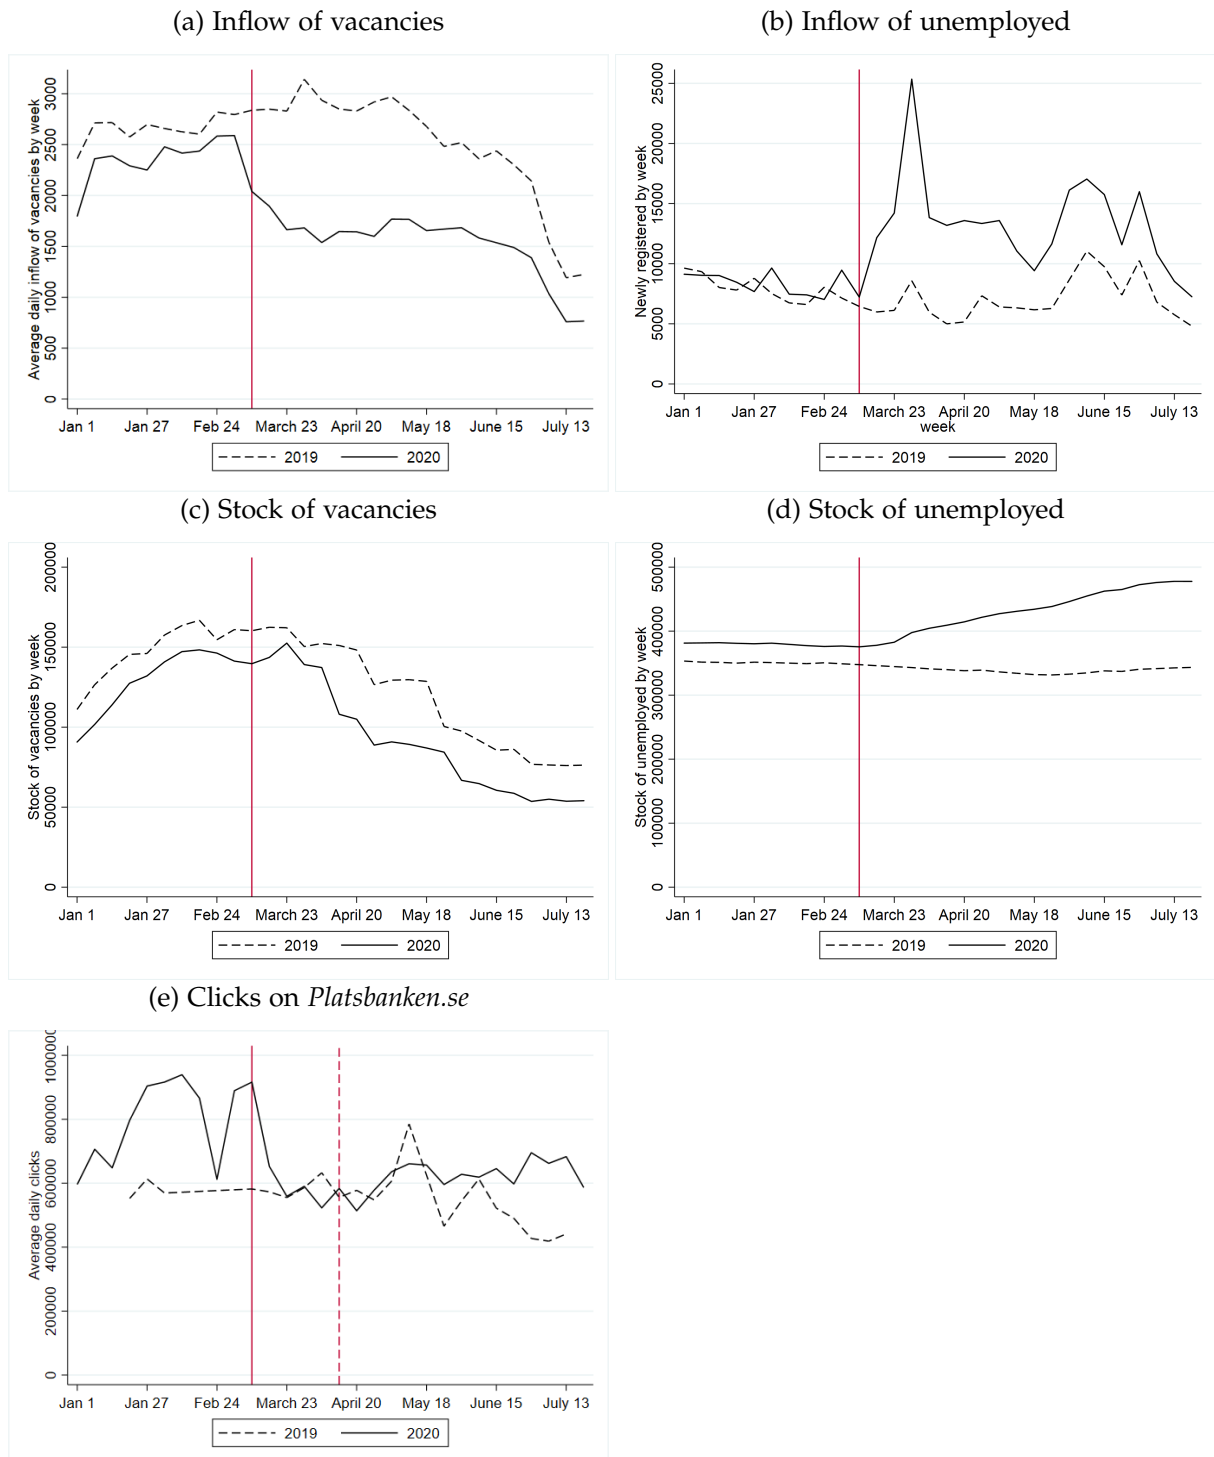 (a) Inflow of vacancies
Average daily inflow of vacancies by week
3000
2500
2000
1500
1000
500
0
Jan 1 Jan 27 Feb 24 March 23 April 20 May 18 June 15 July 13
2019 2020
(b) Inflow of unemployed
Newly registered by week
25000
20000
15000
10000
5000
0
Jan 1 Jan 27 Feb 24 March 23 April 20 May 18 June 15 July 13
week
2019 2020
(c) Stock of vacancies
Stock of vacancies by week
200000
150000
100000
50000
0
Jan 1 Jan 27 Feb 24 March 23 April 20 May 18 June 15 July 13
2019 2020
(d) Stock of unemployed
Stock of unemployed by week
500000
400000
300000
200000
100000
0
Jan 1 Jan 27 Feb 24 March 23 April 20 May 18 June 15 July 13
2019 2020
(e) Clicks on Platsbanken.se
Average daily clicks
1000000
800000
600000
400000
200000
0
Jan 1 Jan 27 Feb 24 March 23 April 20 May 18 June 15 July 13
2019 2020